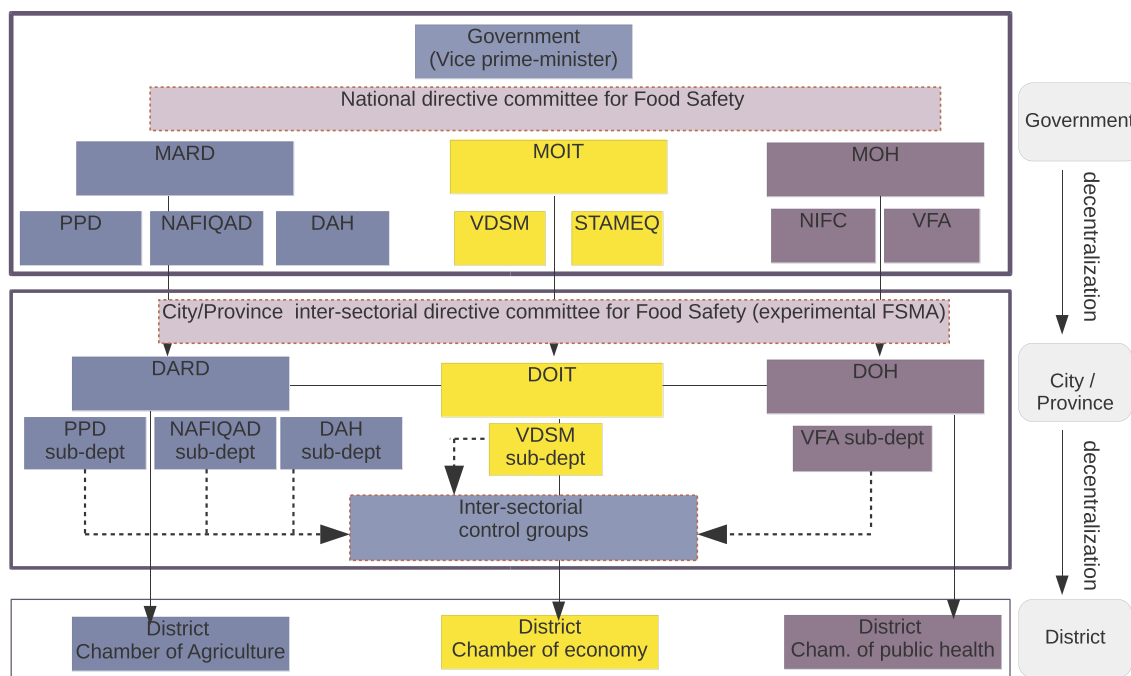 Government
(Vice prime-minister)
National directive committee for Food Safety
Government
MARD
MOIT
MOH
PPD
NAFIQAD
DAH
VDSM
STAMEQ
NIFC
VFA
decentralization
City/Province  inter-sectorial directive committee for Food Safety (experimental FSMA)
DARD
DOIT
DOH
City /
Province
PPD
sub-dept
NAFIQAD
sub-dept
DAH
sub-dept
VDSM
sub-dept
VFA sub-dept
decentralization
Inter-sectorial
control groups
District
Chamber of Agriculture
District
Chamber of economy
District
Cham. of public health
District